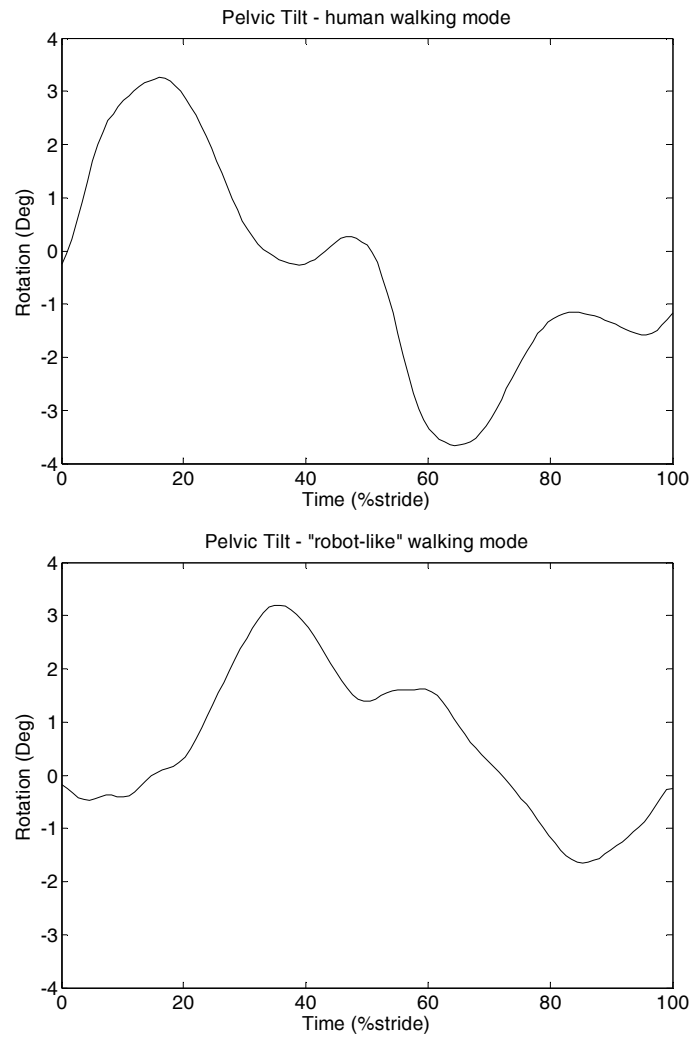 Pelvic Tilt - human walking mode
4
3
2
1
0
-1
-2
-3
-4
Rotation (Deg)
0 20 40 60 80 100
Time (%stride)
Pelvic Tilt - "robot-like" walking mode
4
3
2
1
0
-1
-2
-3
-4
Rotation (Deg)
0 20 40 60 80 100
Time (%stride)